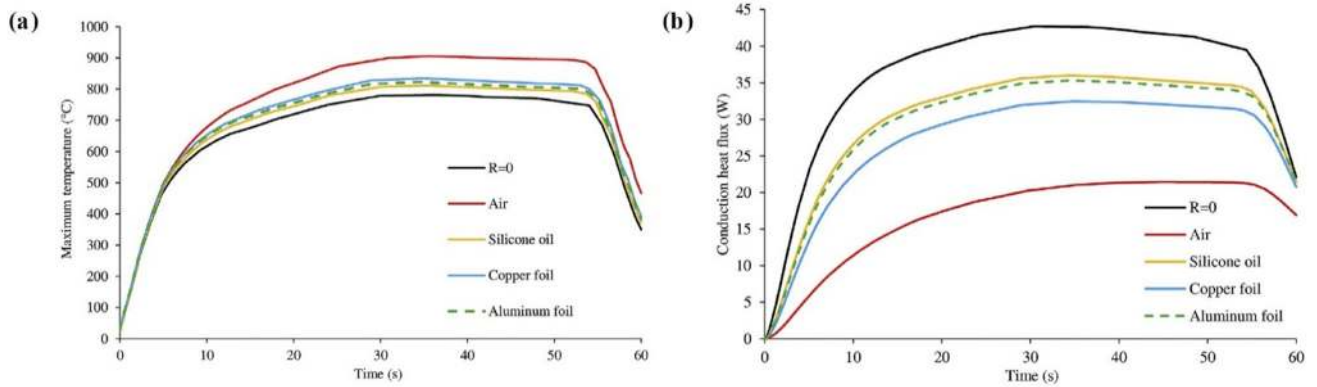 (a)
Maximum temperature (°C)
1000
900
800
700
600
500
400
300
200
100
0
0 10 20 30 40 50 60
Time (s)
R=0
Air
Silicone oil
Copper foil
Aluminum foil
(b)
Conduction heat flux (W)
45
40
35
30
25
20
15
10
5
0
0 10 20 30 40 50 60
Time (s)
R=0
Air
Silicone oil
Copper foil
Aluminum foil